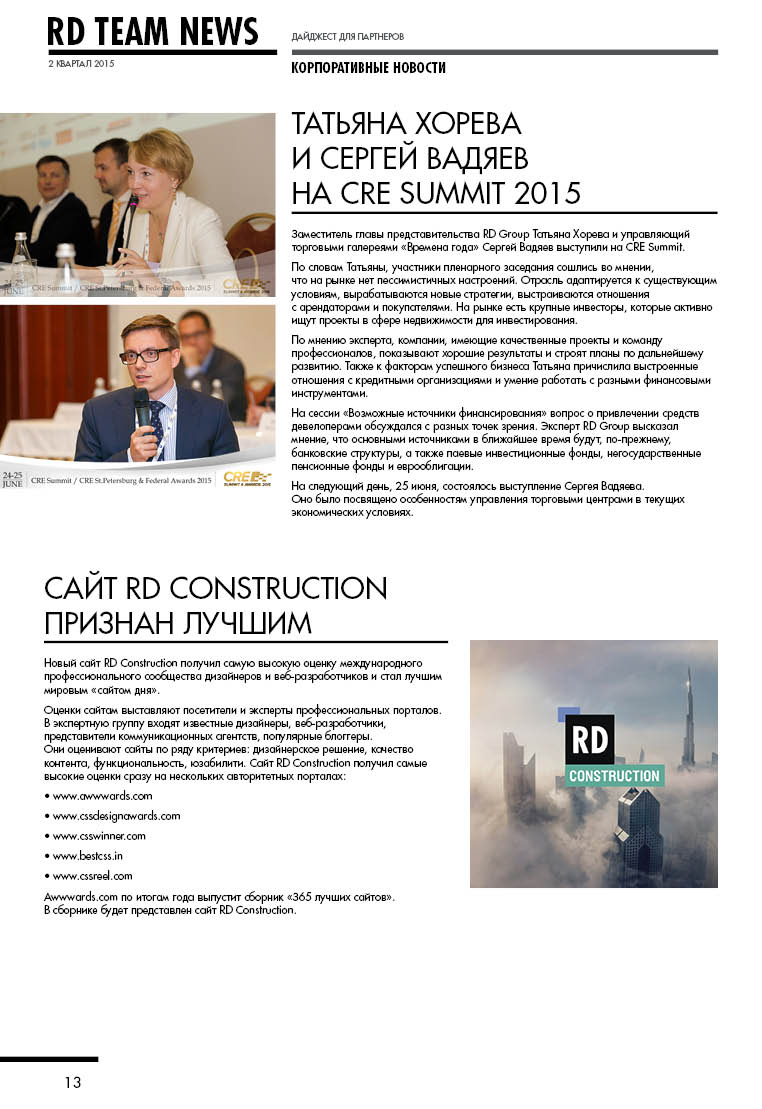 RD TEAM NEWS
2 КВАРТАЛ 2015
ДАЙДЖЕСТ ДЛЯ ПАРТНЕРОВ
КОРПОРАТИВНЫЕ НОВОСТИ
ТАТЬЯНА ХОРЕВА
И СЕРГЕЙ ВАДЯЕВ
НА CRE SUMMIT 2015
Заместитель главы представительства RD Group Татьяна Хорева и управляющий
торговыми галереями «Времена года» Сергей Вадяев выступили на CRE Summit.
По словам Татьяны, участники пленарного заседания сошлись во мнении,
что на рынке нет пессимистичных настроений. Отрасль адаптируется к существующим
условиям, вырабатываются новые стратегии, выстраиваются отношения
с арендаторами и покупателями. На рынке есть крупные инвесторы, которые активно
ищут проекты в сфере недвижимости для инвестирования.
По мнению эксперта, компании, имеющие качественные проекты и команду
профессионалов, показывают хорошие результаты и строят планы по дальнейшему
развитию. Также к факторам успешного бизнеса Татьяна причислила выстроенные
отношения с кредитными организациями и умение работать с разными финансовыми
инструментами.
На сессии «Возможные источники финансирования» вопрос о привлечении средств
девелоперами обсуждался с разных точек зрения. Эксперт RD Group высказал
мнение, что основными источниками в ближайшее время будут, по-прежнему,
банковские структуры, а также паевые инвестиционные фонды, негосударственные
пенсионные фонды и еврооблигации.
На следующий день, 25 июня, состоялось выступление Сергея Вадяева.
Оно было посвящено особенностям управления торговыми центрами в текущих
экономических условиях.
24-25
JUNE
CRE Summit / CRE St.Petersburg & Federal Awards 2015
CRE
SUMMIT & AWARDS 2015
24-25
JUNE
CRE Summit / CRE St.Petersburg & Federal Awards 2015
CRE
SUMMIT & AWARDS 2015
САЙТ RD CONSTRUCTION
ПРИЗНАН ЛУЧШИМ
Новый сайт RD Construction получил самую высокую оценку международного
профессионального сообщества дизайнеров и веб-разработчиков и стал лучшим
мировым «сайтом дня».
Оценки сайтам выставляют посетители и эксперты профессиональных порталов.
В экспертную группу входят известные дизайнеры, веб-разработчики,
представители коммуникационных агентств, популярные блоггеры.
Они оценивают сайты по ряду критериев: дизайнерское решение, качество
контента, функциональность, юзабилити. Сайт RD Construction получил самые
высокие оценки сразу на нескольких авторитетных порталах:
• www.awwwards.com
• www.cssdesignawards.com
• www.csswinner.com
• www.bestcss.in
• www.cssreel.com
Awwwards.com по итогам года выпустит сборник «365 лучших сайтов».
В сборнике будет представлен сайт RD Construction.
RD
CONSTRUCTION
13